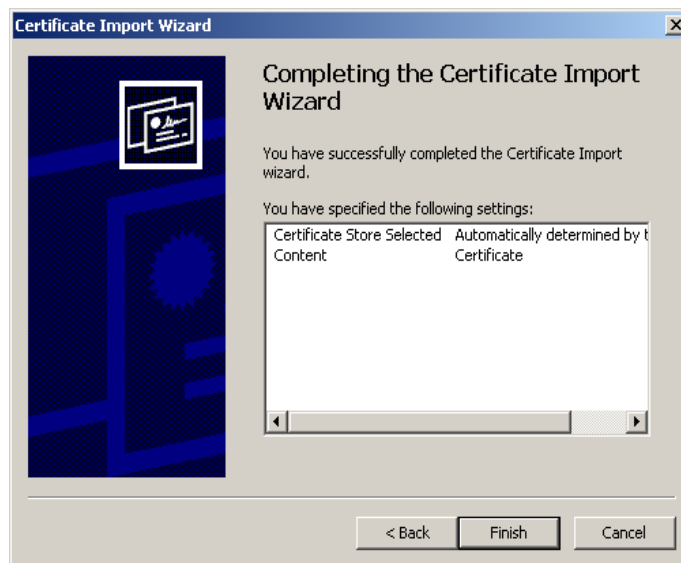 Certificate Import Wizard
Completing the Certificate Import
Wizard
You have successfully completed the Certificate Import
wizard.
You have specified the following settings:
Certificate Store Selected Automatically determined by t
Content Certificate
< Back Finish Cancel